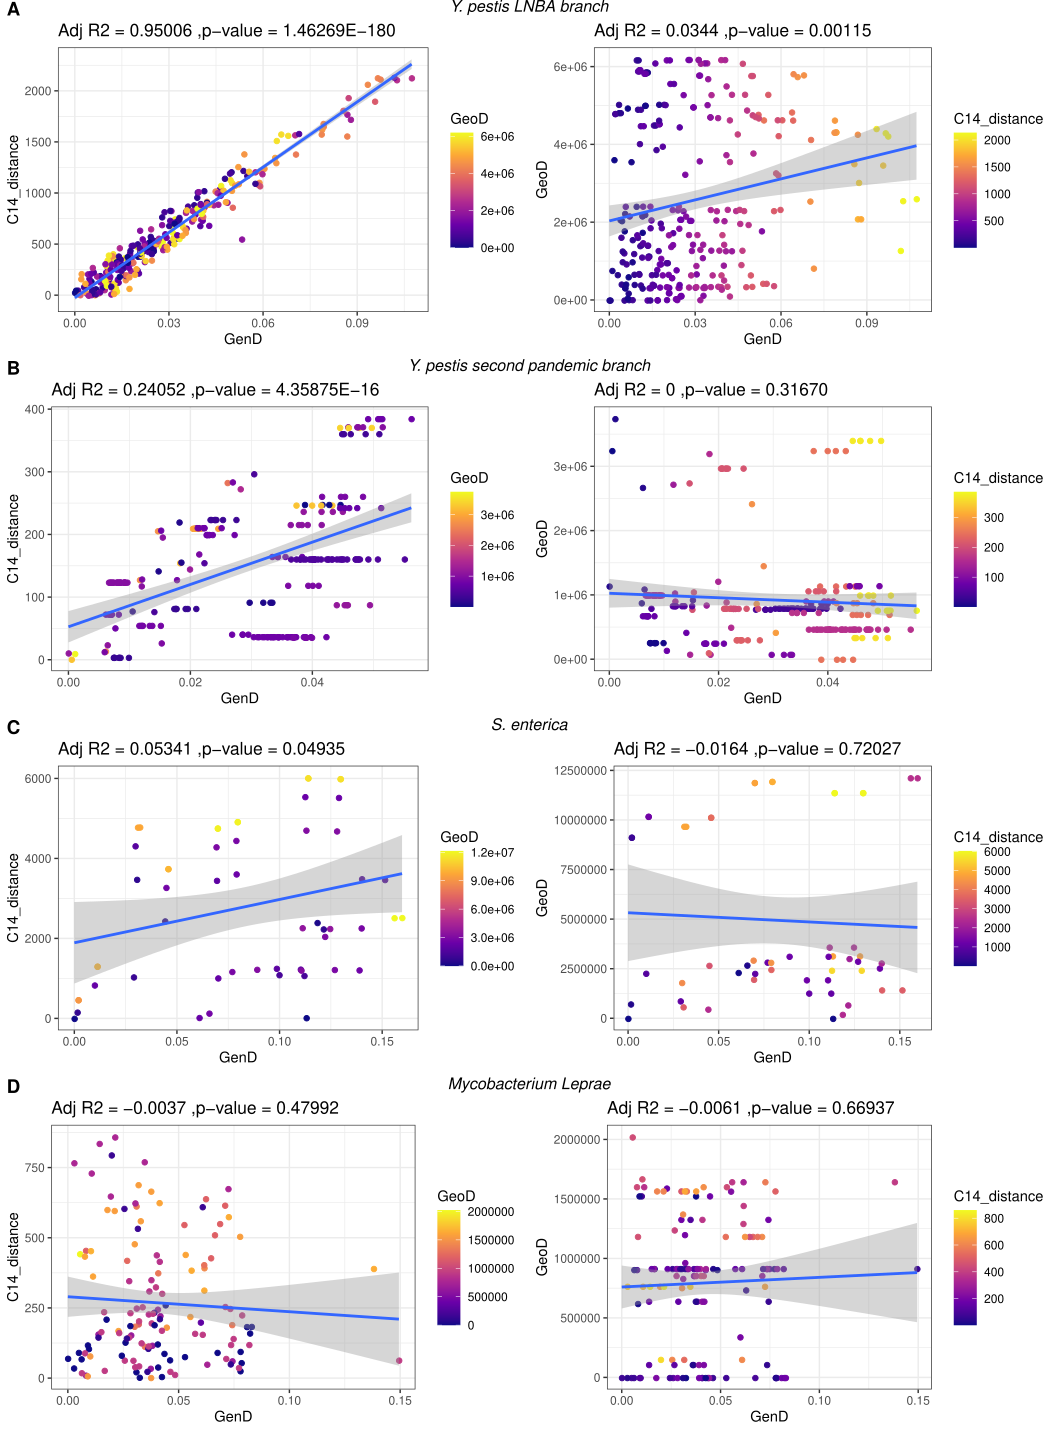 A
Y. pestis LNBA branch
Adj R2 = 0.95006 ,p−value = 1.46269E−180
C14_distance
2000
1500
1000
500
0
0.00 0.03 0.06 0.09
GenD
GeoD
6e+06
4e+06
2e+06
0e+00
Adj R2 = 0.0344 ,p−value = 0.00115
GeoD
6e+06
4e+06
2e+06
0e+00
0.00 0.03 0.06 0.09
GenD
C14_distance
2000
1500
1000
500
B
Y. pestis second pandemic branch
Adj R2 = 0.24052 ,p−value = 4.35875E−16
C14_distance
400
300
200
100
0
0.00 0.02 0.04
GenD
GeoD
3e+06
2e+06
1e+06
Adj R2 = 0 ,p−value = 0.31670
GeoD
3e+06
2e+06
1e+06
0e+00
0.00 0.02 0.04
GenD
C14_distance
300
200
100
C
S. enterica
Adj R2 = 0.05341 ,p−value = 0.04935
C14_distance
6000
4000
2000
0
0.00 0.05 0.10 0.15
GenD
GeoD
1.2e+07
9.0e+06
6.0e+06
3.0e+06
0.0e+00
Adj R2 = −0.0164 ,p−value = 0.72027
GeoD
12500000
10000000
7500000
5000000
2500000
0
0.00 0.05 0.10 0.15
GenD
C14_distance
6000
5000
4000
3000
2000
1000
D
Mycobacterium Leprae
Adj R2 = −0.0037 ,p−value = 0.47992
C14_distance
750
500
250
0
0.00 0.05 0.10 0.15
GenD
GeoD
2000000
1500000
1000000
500000
0
Adj R2 = −0.0061 ,p−value = 0.66937
GeoD
2000000
1500000
1000000
500000
0
0.00 0.05 0.10 0.15
GenD
C14_distance
800
600
400
200